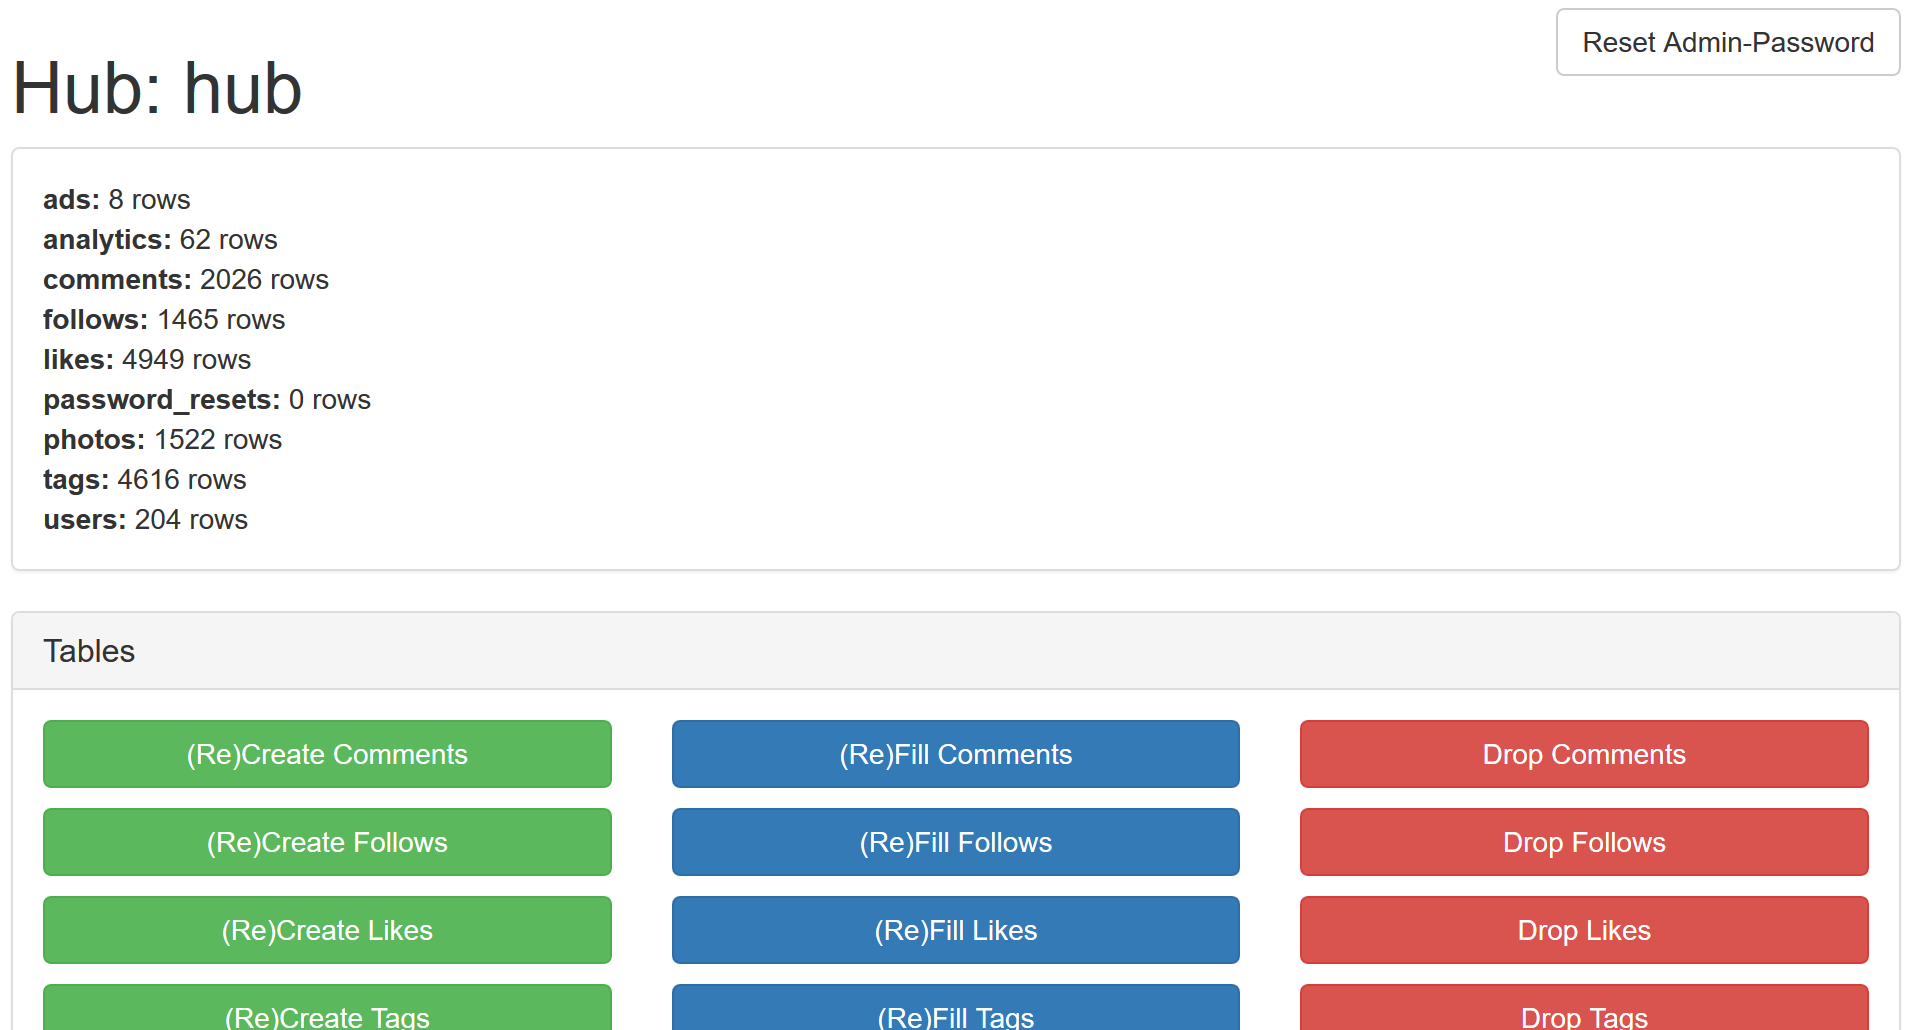 Reset Admin-Password
Hub: hub
ads: 8 rows
analytics: 62 rows
comments: 2026 rows
follows: 1465 rows
likes: 4949 rows
password_resets: 0 rows
photos: 1522 rows
tags: 4616 rows
users: 204 rows
Tables
(Re)Create Comments (Re)Fill Comments Drop Comments
(Re)Create Follows (Re)Fill Follows Drop Follows
(Re)Create Likes (Re)Fill Likes Drop Likes
(Re)Create Tags (Re)Fill Tags Drop Tags